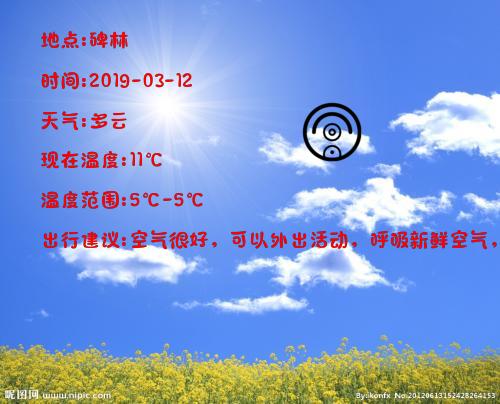 地点:碑林
时间:2019-03-12
天气:多云
现在温度:11℃
温度范围:5℃-5℃
出行建议:空气很好，可以外出活动，呼吸新鲜空气，
昵图网 www.nipic.com
By:ikonfx No:20120613152428264153